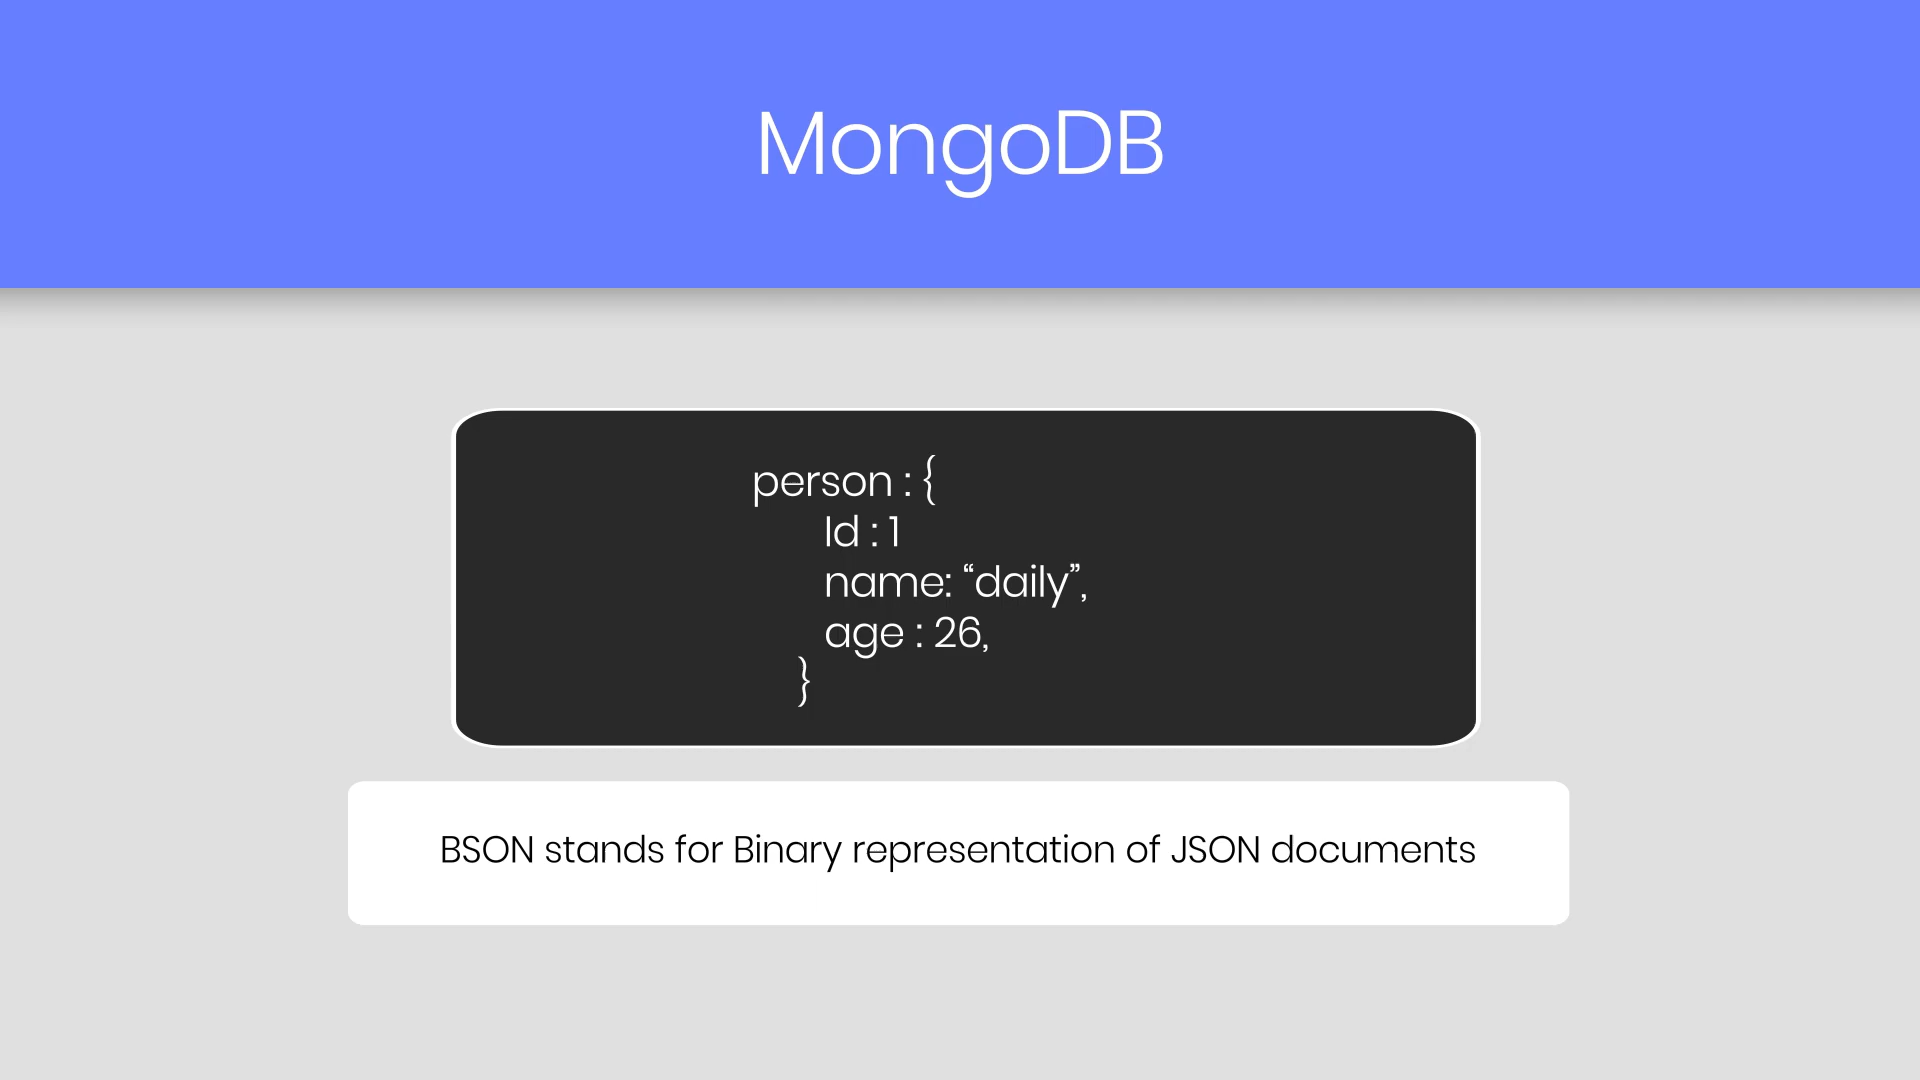 MongoDB
person : {
Id : 1
name: “daily”,
age : 26,
}
BSON stands for Binary representation of JSON documents